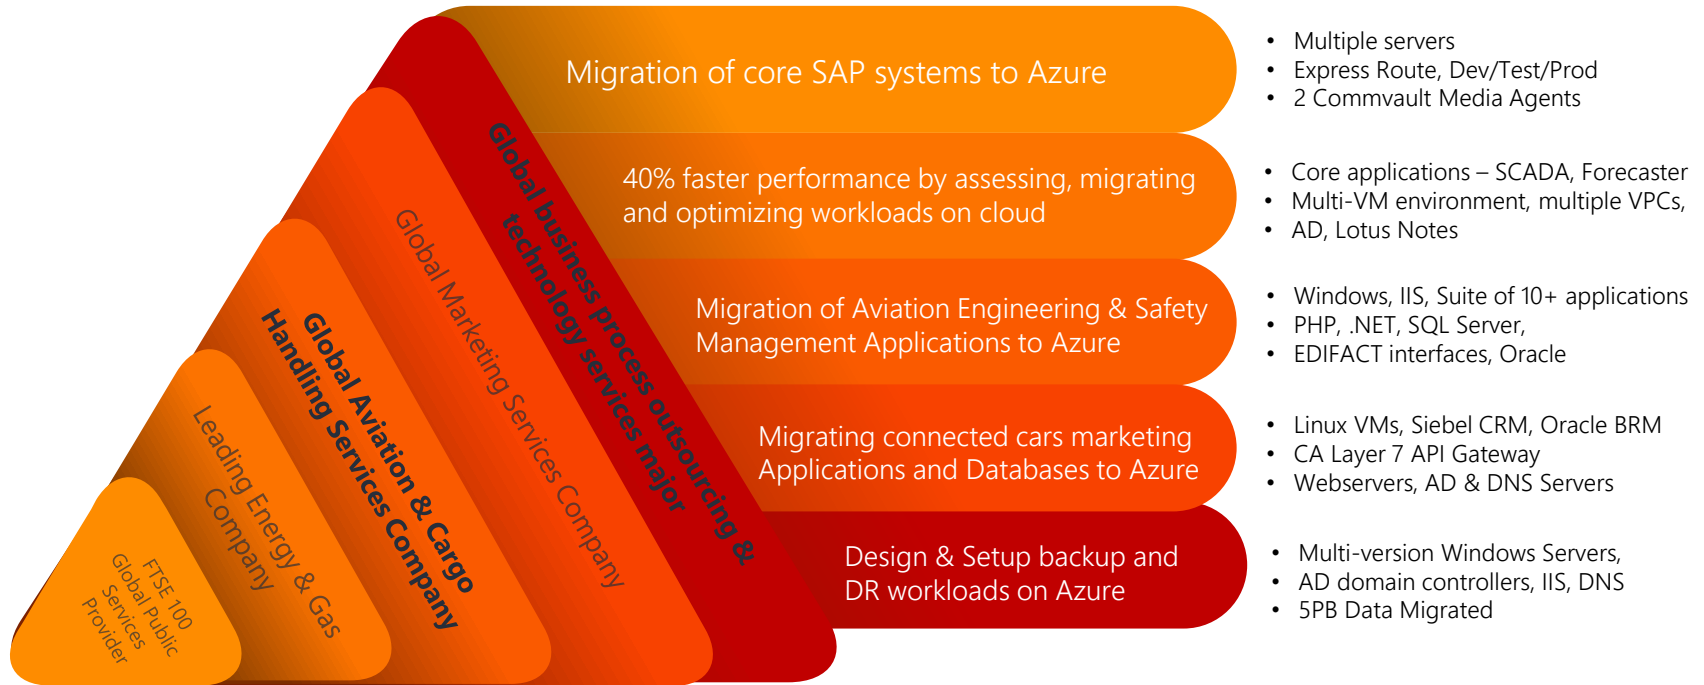 Migration of core SAP systems to Azure
• Multiple servers
• Express Route, Dev/Test/Prod
• 2 Commvault Media Agents
40% faster performance by assessing, migrating
and optimizing workloads on cloud
• Core applications – SCADA, Forecaster
• Multi-VM environment, multiple VPCs,
• AD, Lotus Notes
Migration of Aviation Engineering & Safety
Management Applications to Azure
• Windows, IIS, Suite of 10+ applications
• PHP, .NET, SQL Server,
• EDIFACT interfaces, Oracle
Migrating connected cars marketing
Applications and Databases to Azure
• Linux VMs, Siebel CRM, Oracle BRM
• CA Layer 7 API Gateway
• Webservers, AD & DNS Servers
Design & Setup backup and
DR workloads on Azure
• Multi-version Windows Servers,
• AD domain controllers, IIS, DNS
• 5PB Data Migrated
FTSE 100
Global Public
Services
Provider
Leading Energy & Gas
Company
Global Aviation & Cargo
Handling Services Company
Global Marketing Services Company
Global business process outsourcing &
technology services major